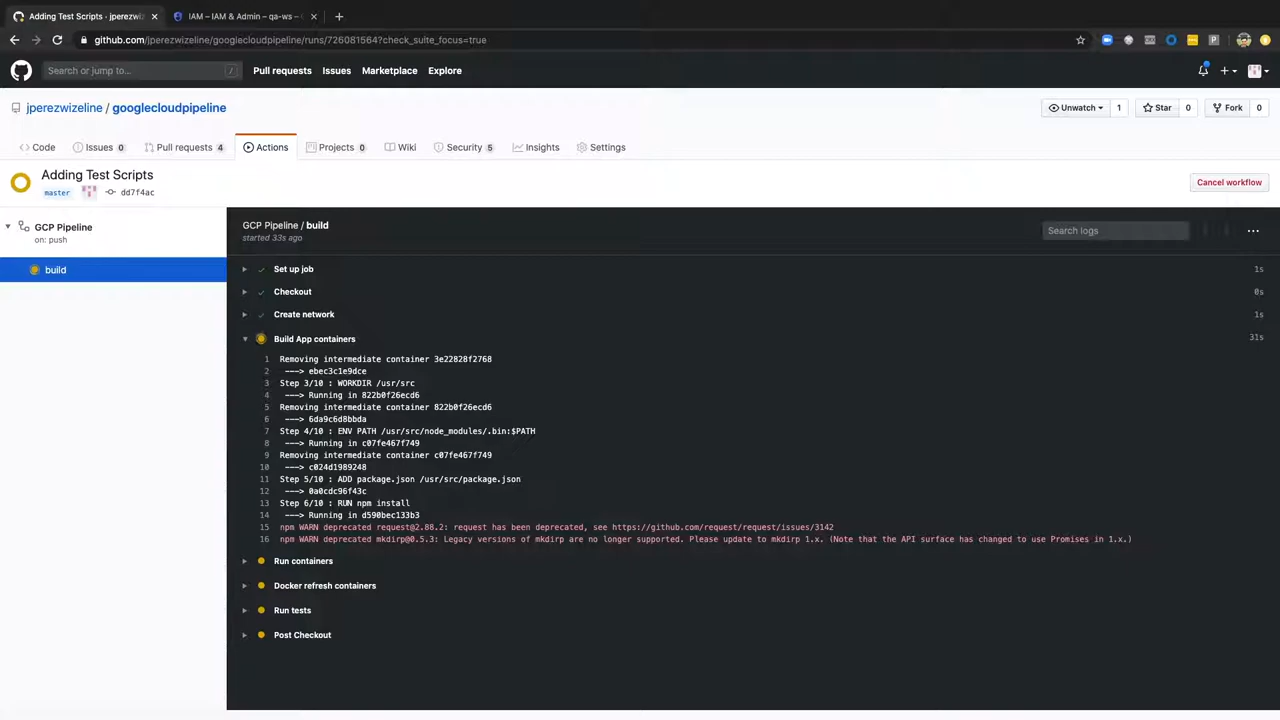 Adding Test Scripts · jperezwiz
IAM – IAM & Admin – qa-ws –
github.com/jperezwizeline/googlecloudpipeline/runs/726081564?check_suite_focus=true
Search or jump to...
/
Pull requests
Issues
Marketplace
Explore
jperezwizeline / googlecloudpipeline
Unwatch
1
Star
0
Fork
0
Code
Issues 0
Pull requests 4
Actions
Projects 0
Wiki
Security 5
Insights
Settings
Adding Test Scripts
master
dd7f4ac
Cancel workflow
GCP Pipeline
on: push
build
GCP Pipeline / build
started 33s ago
Search logs
Set up job
1s
Checkout
0s
Create network
1s
Build App containers
31s
1 Removing intermediate container 3e22828f2768
2 ---> ebec3c1e9dce
3 Step 3/10 : WORKDIR /usr/src
4 ---> Running in 822b0f26ecd6
5 Removing intermediate container 822b0f26ecd6
6 ---> 6da9c6d8bbda
7 Step 4/10 : ENV PATH /usr/src/node_modules/.bin:$PATH
8 ---> Running in c07fe467f749
9 Removing intermediate container c07fe467f749
10 ---> c024d1989248
11 Step 5/10 : ADD package.json /usr/src/package.json
12 ---> 0a0cdc96f43c
13 Step 6/10 : RUN npm install
14 ---> Running in d590bec133b3
15 npm WARN deprecated request@2.88.2: request has been deprecated, see https://github.com/request/request/issues/3142
16 npm WARN deprecated mkdirp@0.5.3: Legacy versions of mkdirp are no longer supported. Please update to mkdirp 1.x. (Note that the API surface has changed to use Promises in 1.x.)
Run containers
Docker refresh containers
Run tests
Post Checkout